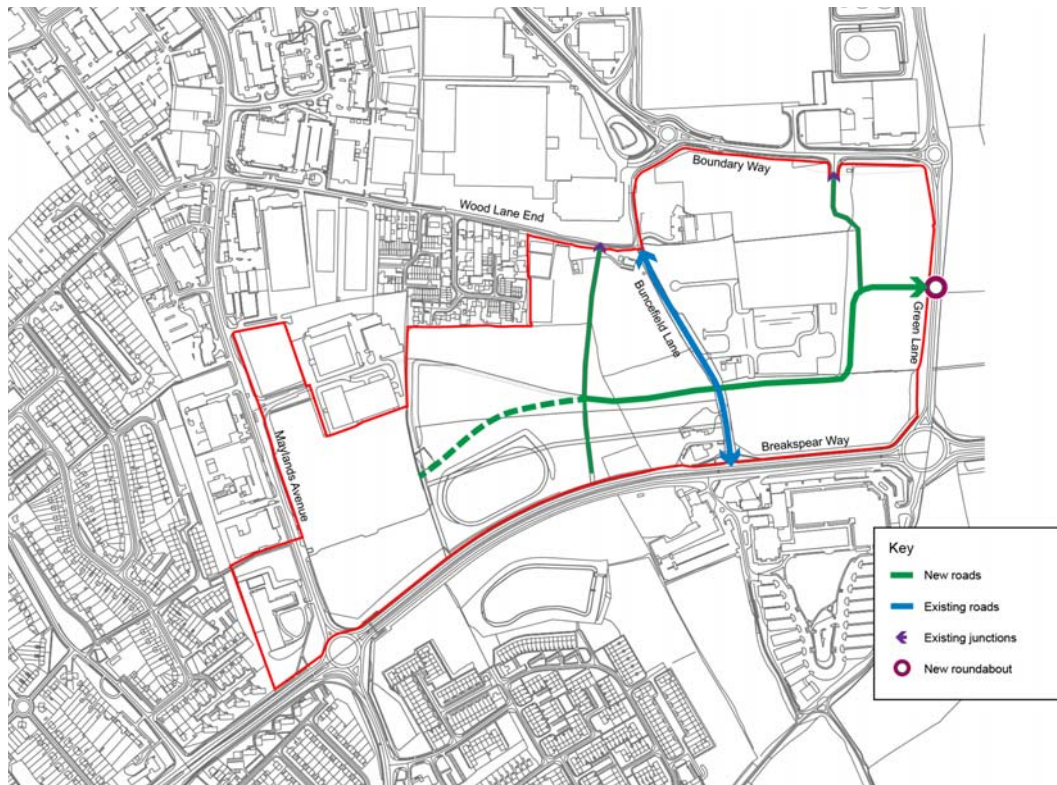 Boundary Way
Wood Lane End
Buncefield Lane
Green Lane
Maylands Avenue
Breakspear Way
Key
New roads
Existing roads
Existing junctions
New roundabout